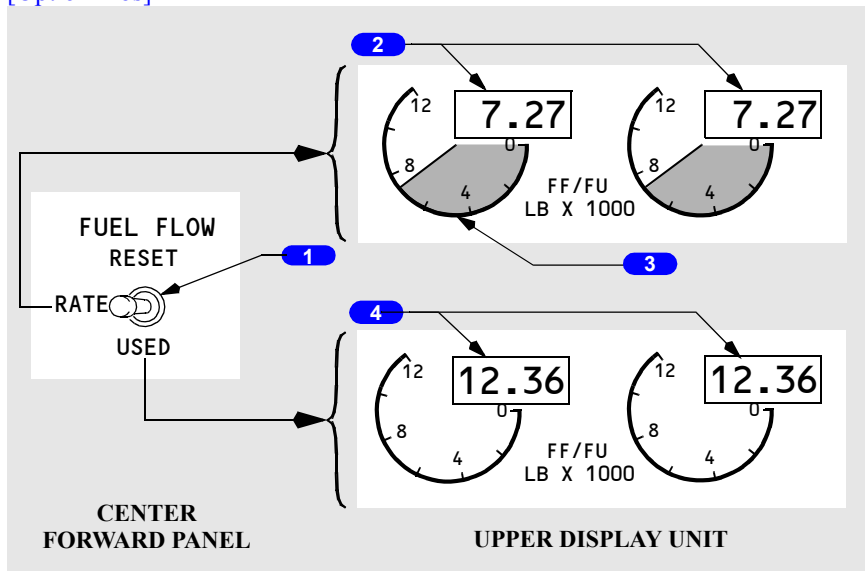 2
12
7.27
0
8
4
FF/FU
LB X 1000
12
7.27
0
8
4
3
FUEL FLOW
RESET
1
RATE
USED
4
12
12.36
0
8
4
FF/FU
LB X 1000
12
12.36
0
8
4
CENTER
FORWARD PANEL
UPPER DISPLAY UNIT